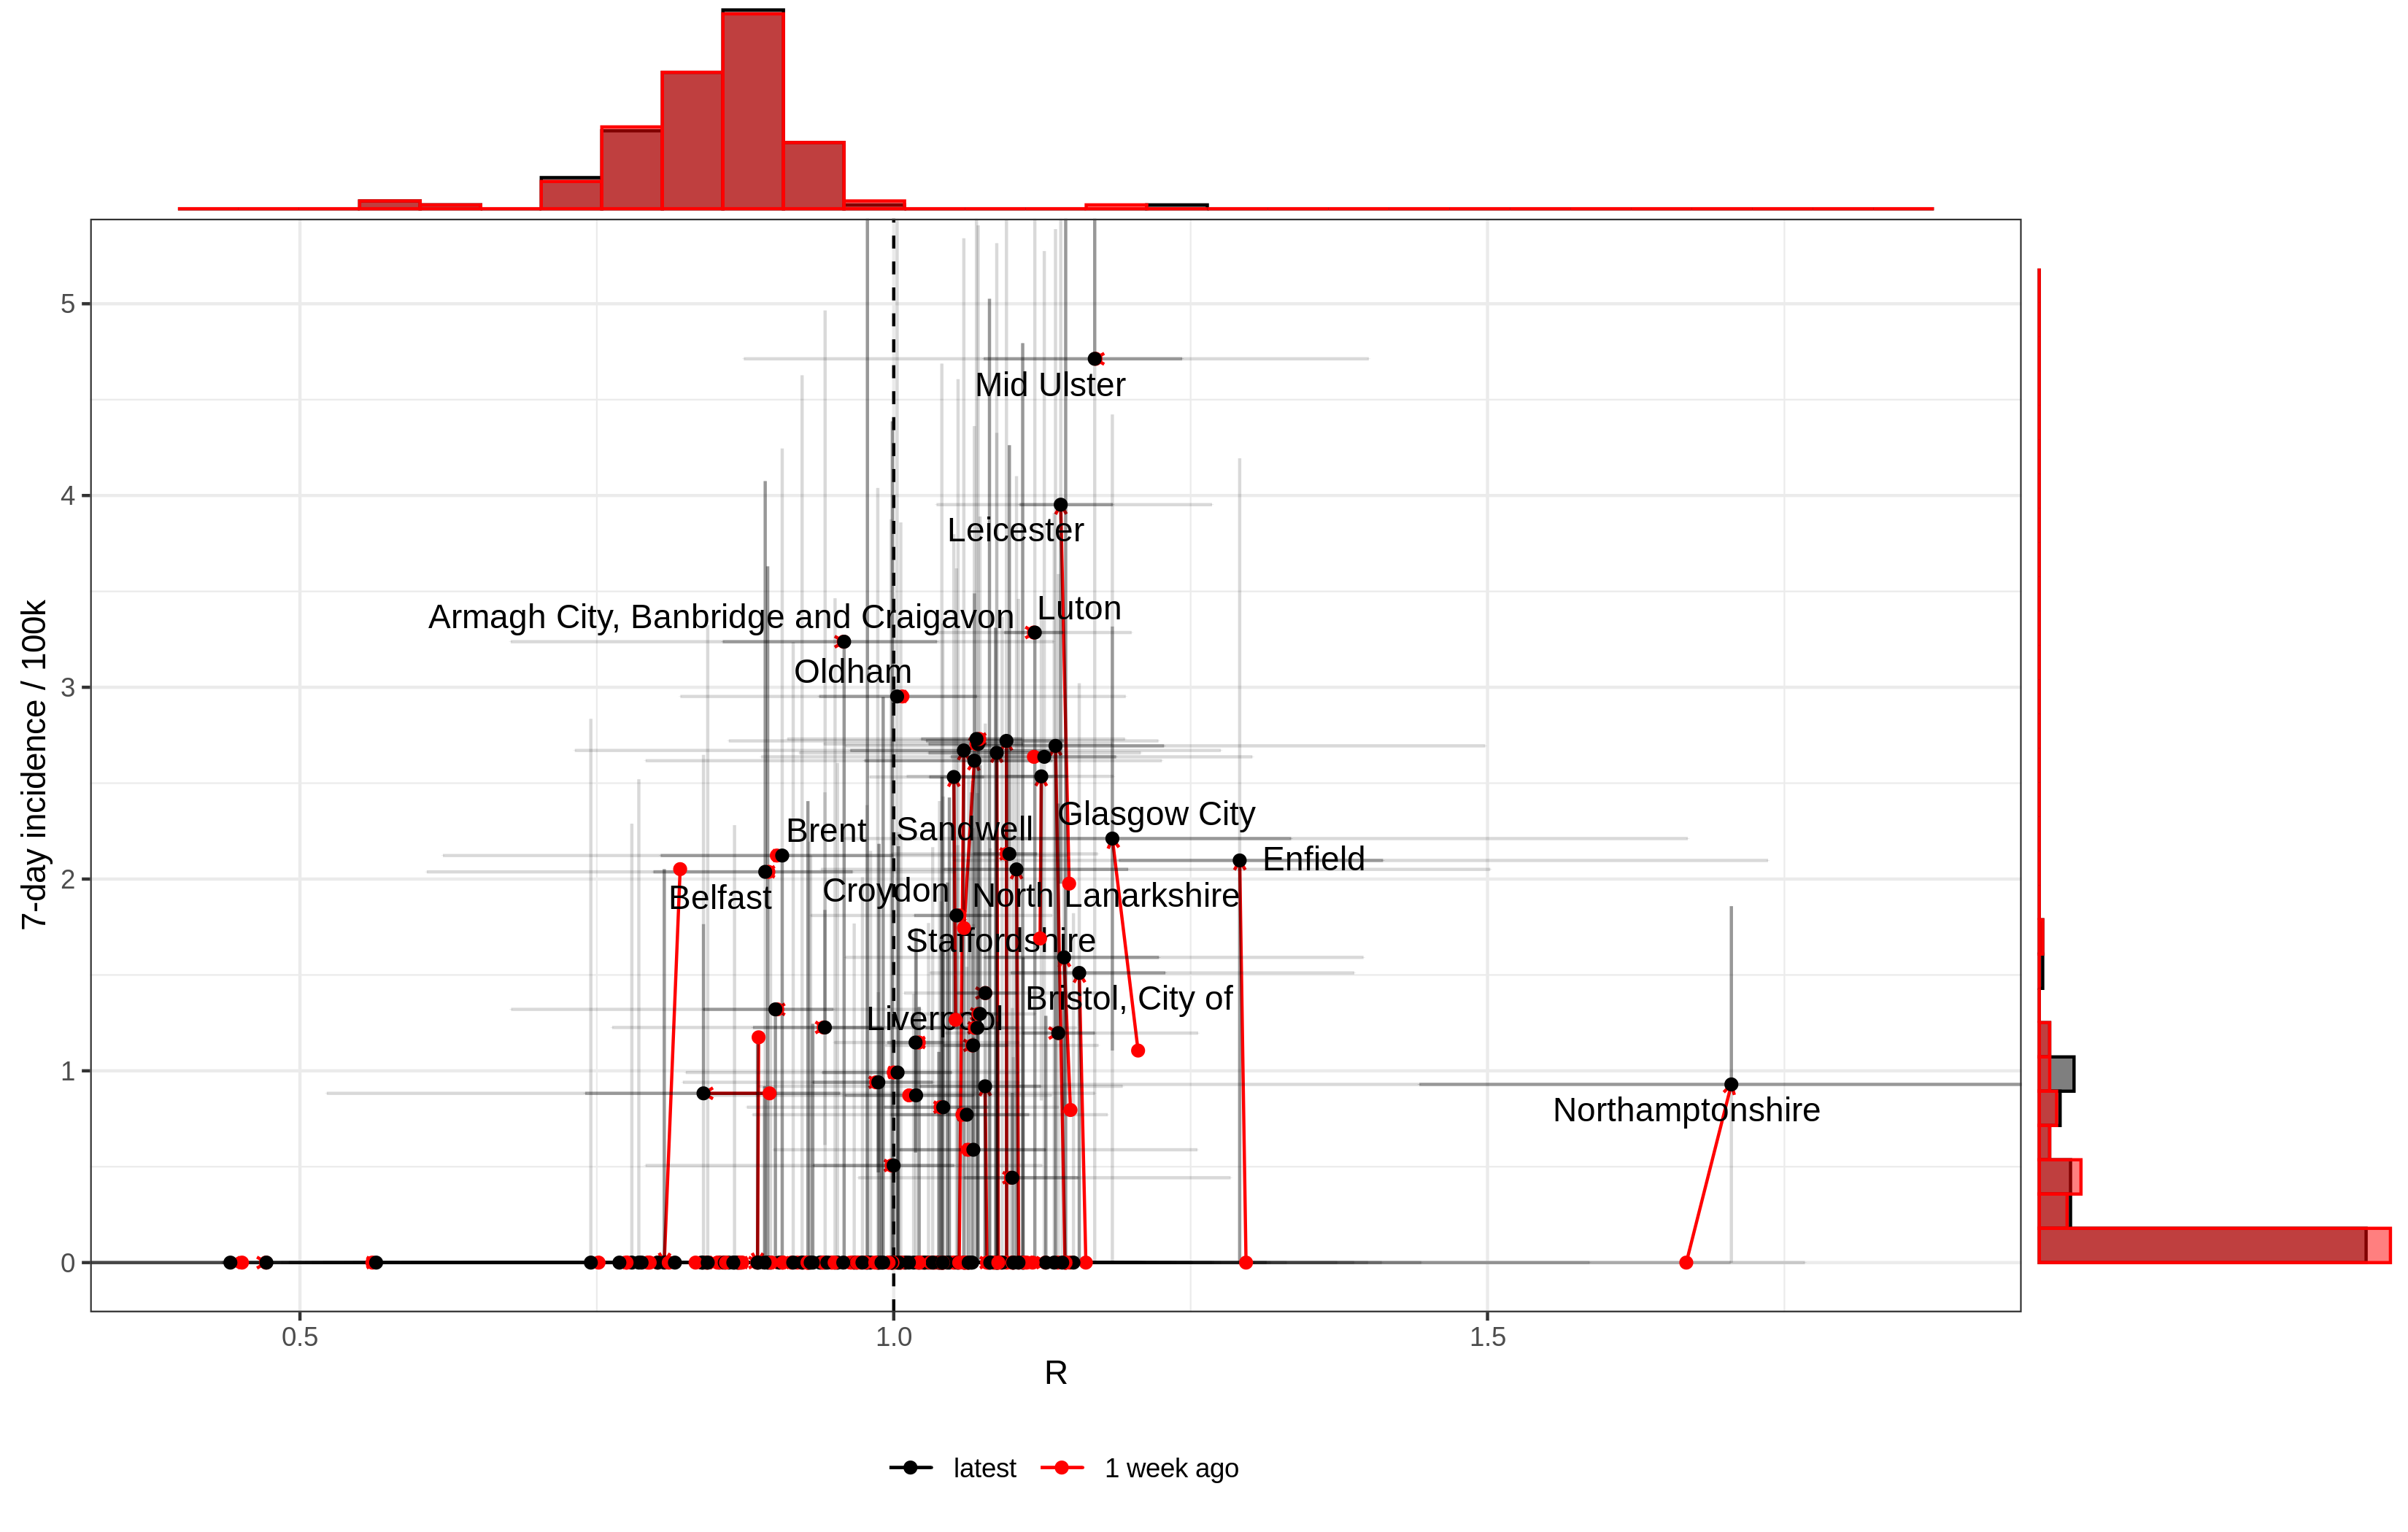 7-day incidence / 100k
5
4
3
2
1
0
Mid Ulster
Leicester
Luton
Armagh City, Banbridge and Craigavon
Oldham
Glasgow City
Brent
Sandwell
Enfield
Belfast
Croydon
North Lanarkshire
Staffordshire
Bristol, City of
Liverpool
Northamptonshire
0.5
1.0
1.5
R
latest
1 week ago